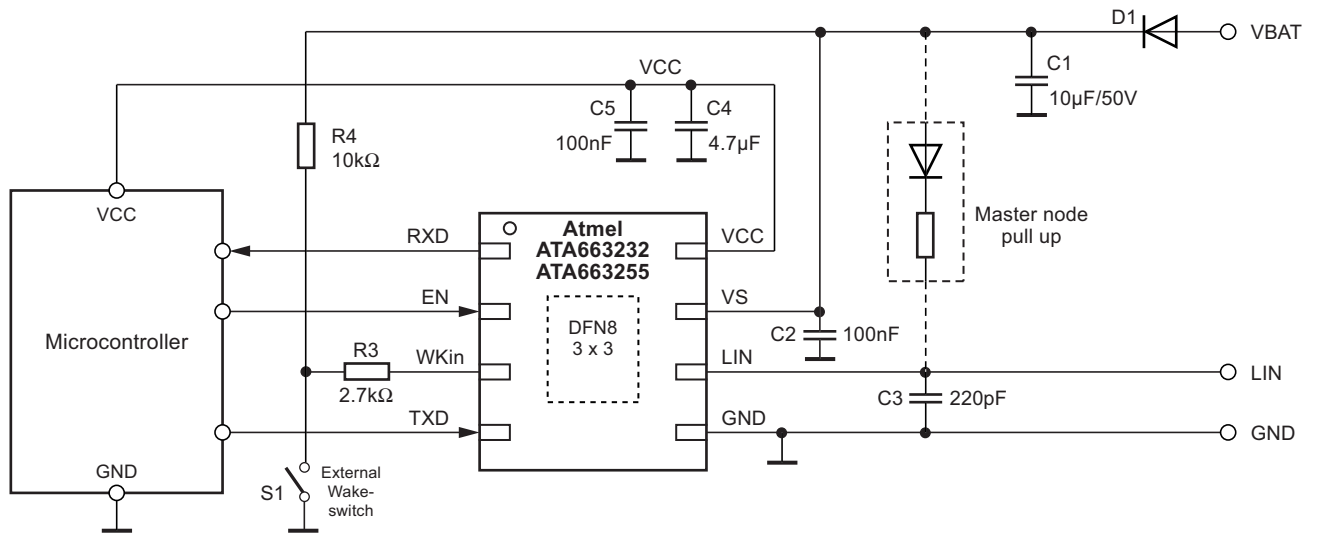 D1
VBAT
VCC
C1
10µF/50V
C5
100nF
C4
4.7µF
R4
10kΩ
VCC
Master node
pull up
RXD
Atmel
ATA663232
ATA663255
VCC
EN
VS
DFN8
3 x 3
C2
100nF
Microcontroller
R3
2.7kΩ
WKin
LIN
LIN
C3
220pF
TXD
GND
GND
GND
S1
External
Wake-
switch